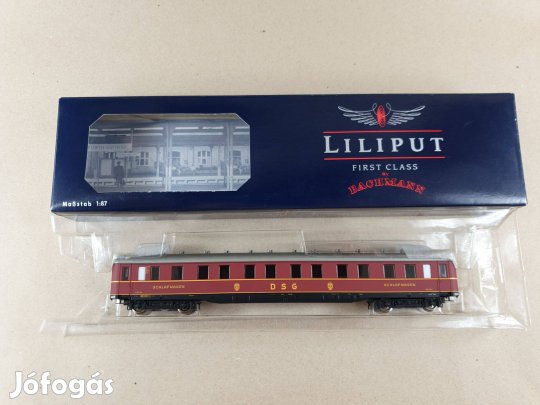 LILIPUT
FIRST CLASS
By
BACHMANN
Maßstab 1:87
SCHLAFWAGEN DSG SCHLAFWAGEN
Jófogás